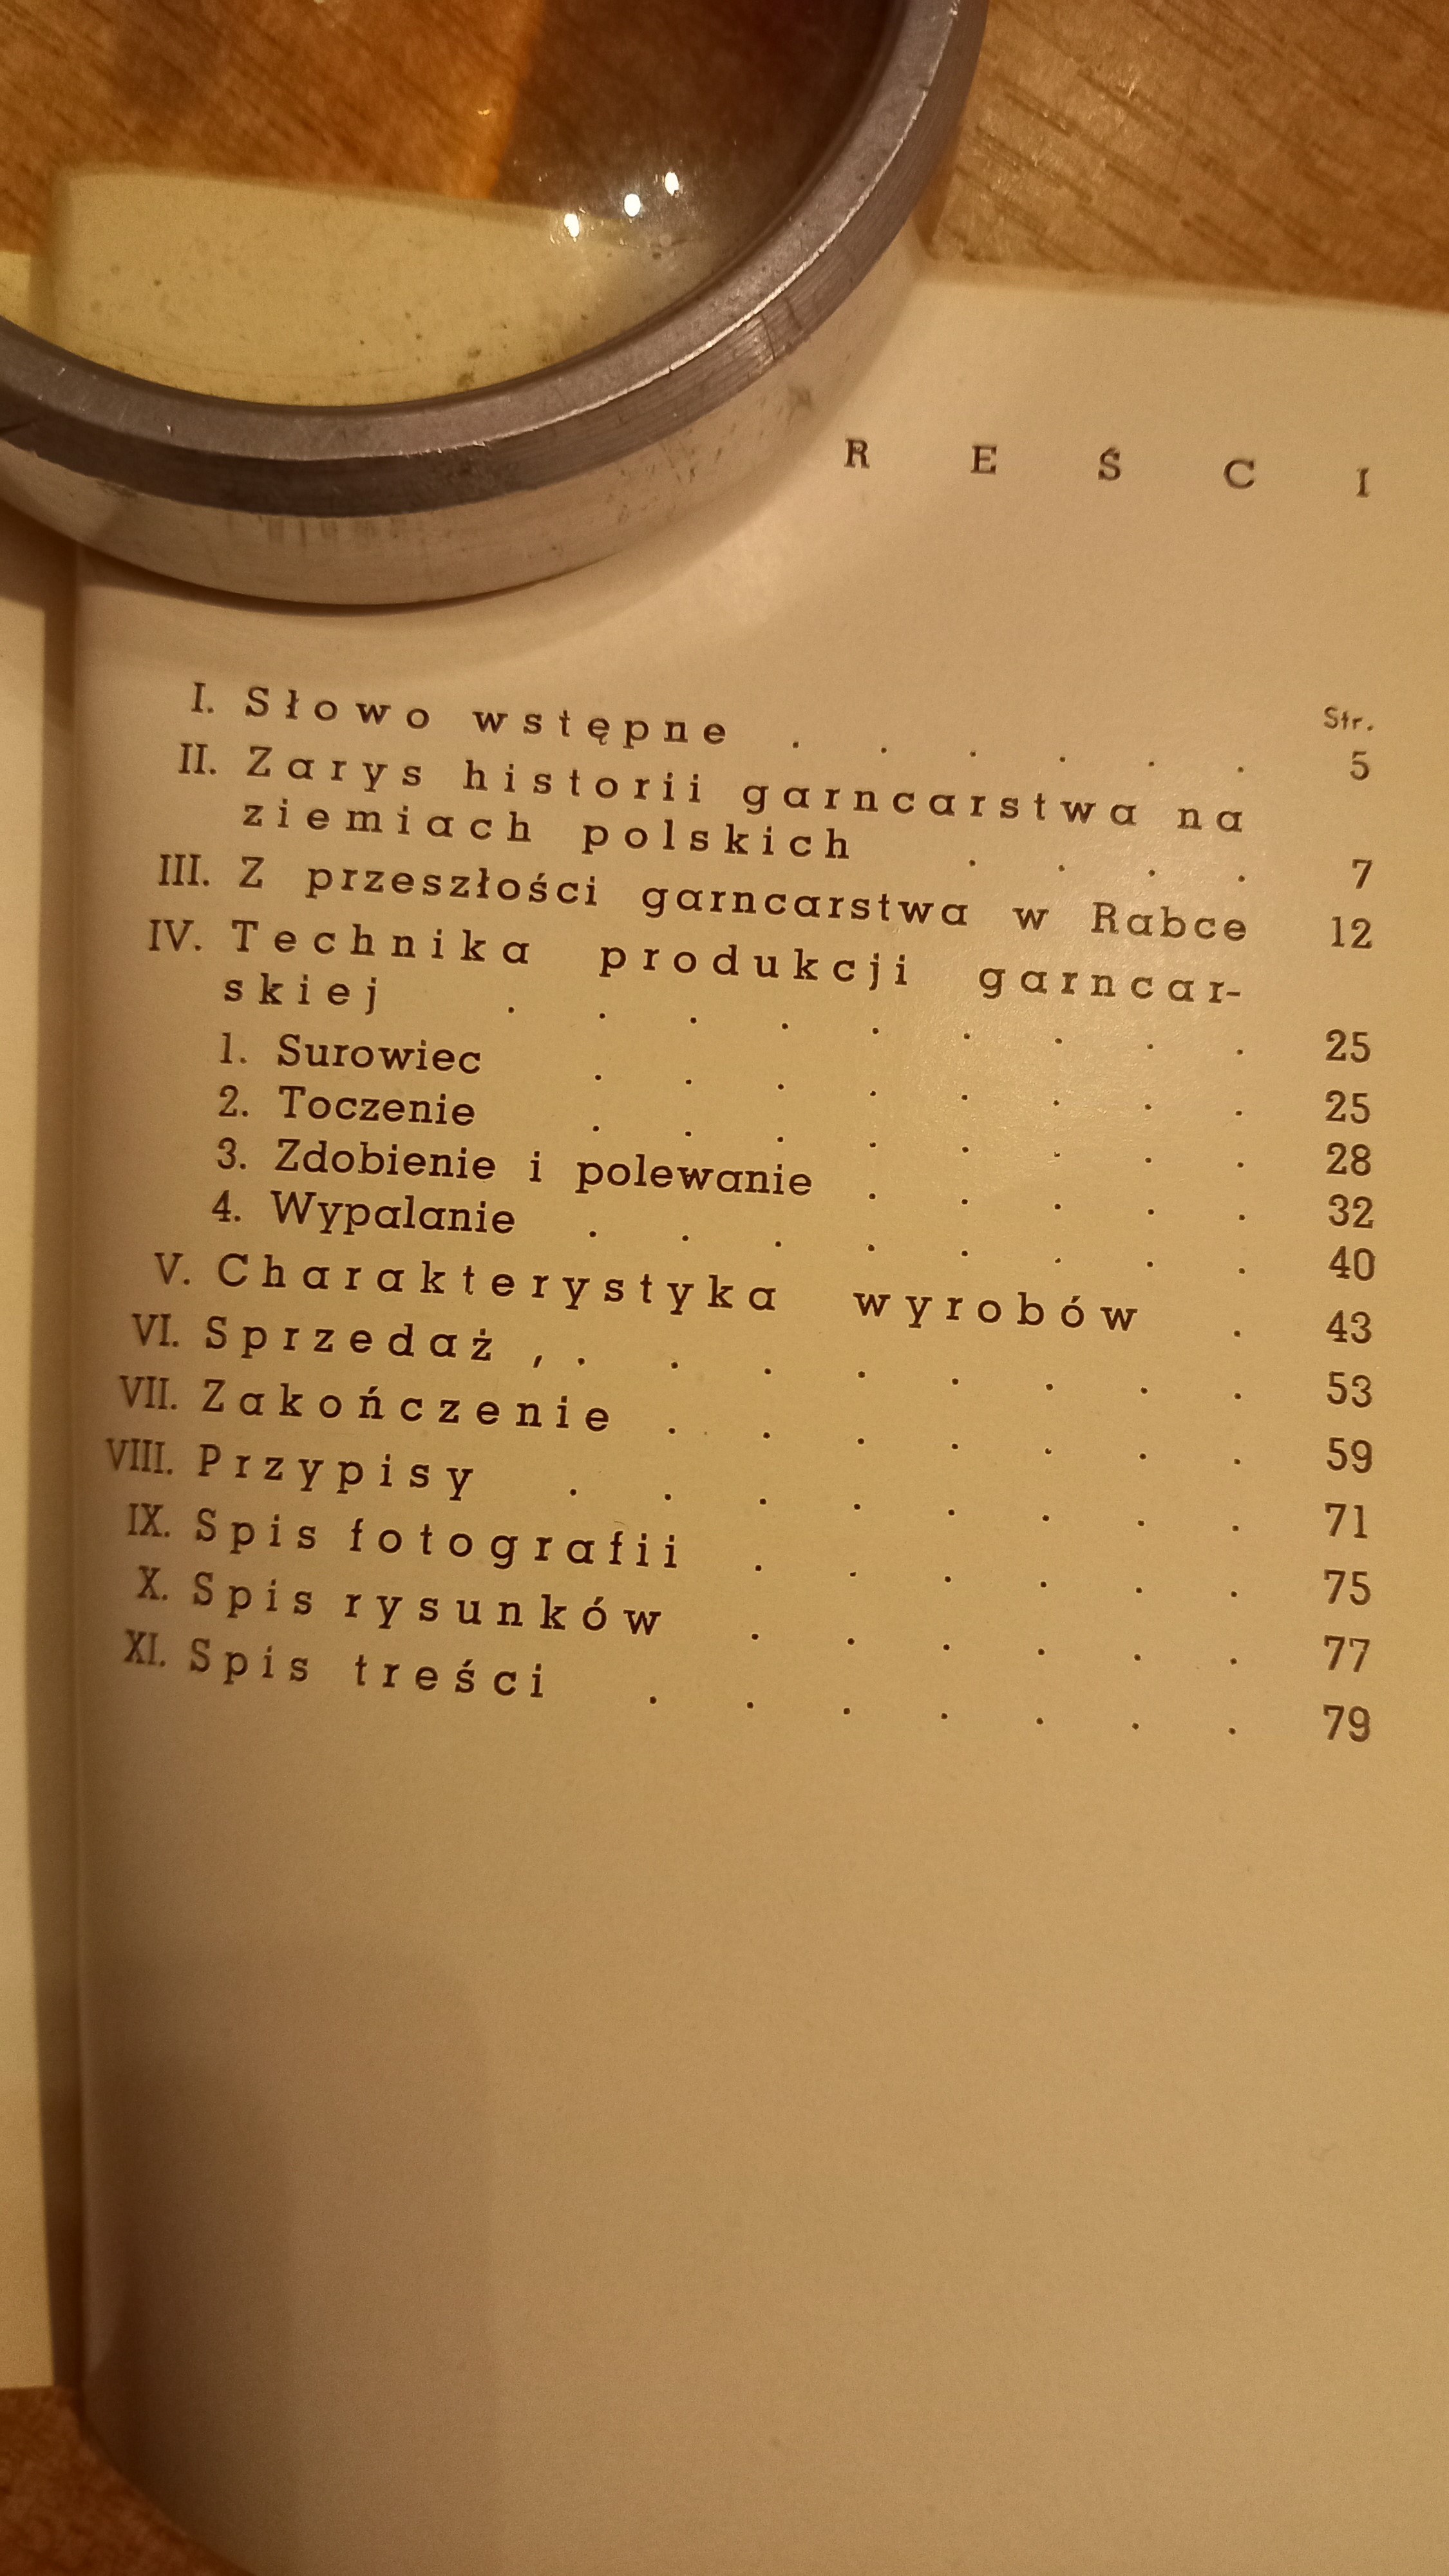 R E Ś C I
Str.
I. Słowo wstępne . . . . . . 5
II. Zarys historii garncarstwa na
ziemiach polskich . . . . 7
III. Z przeszłości garncarstwa w Rabce 12
IV. Technika produkcji garncar-
skiej . . . . . . . . . 25
1. Surowiec . . . . . . . . 25
2. Toczenie . . . . . . . . 28
3. Zdobienie i polewanie . . . . . 32
4. Wypalanie . . . . . . . . 40
V. Charakterystyka wyrobów . 43
VI. Sprzedaż , . . . . . . . . 53
VII. Zakończenie . . . . . . . 59
VIII. Przypisy . . . . . . . . 71
IX. Spis fotografii . . . . . . 75
X. Spis rysunków . . . . . . 77
XI. Spis treści . . . . . . . 79